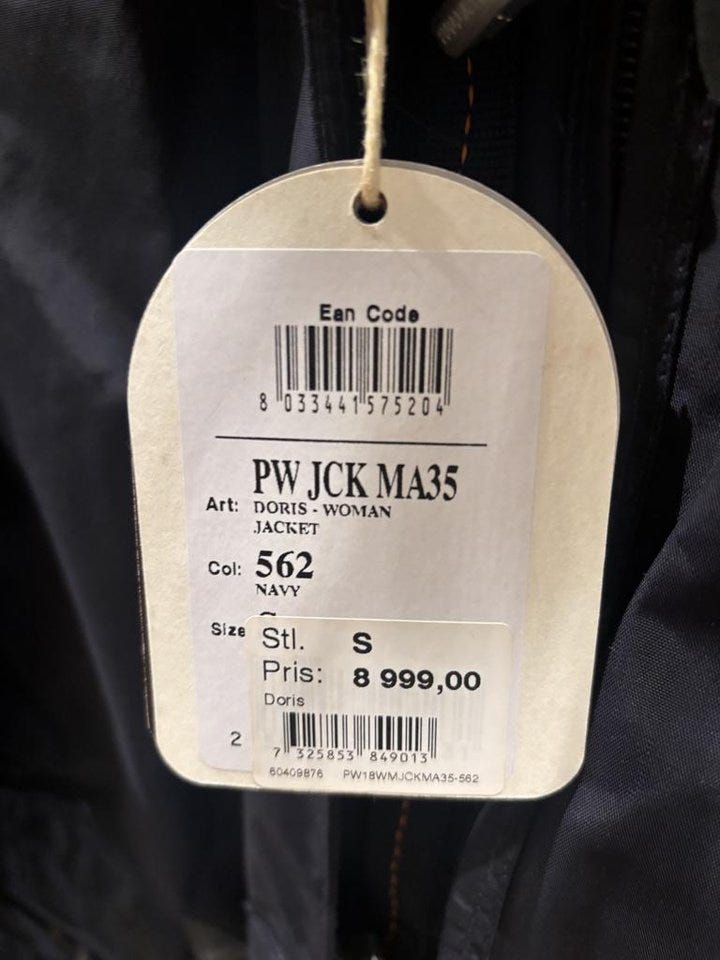 Ean Code
8 033441 575204
PW JCK MA35
Art: DORIS - WOMAN
JACKET
Col: 562
NAVY
Size
Stl. S
Pris: 8 999,00
Doris
2
7 325853 849013
60409876 PW18WMJCKMA35-562